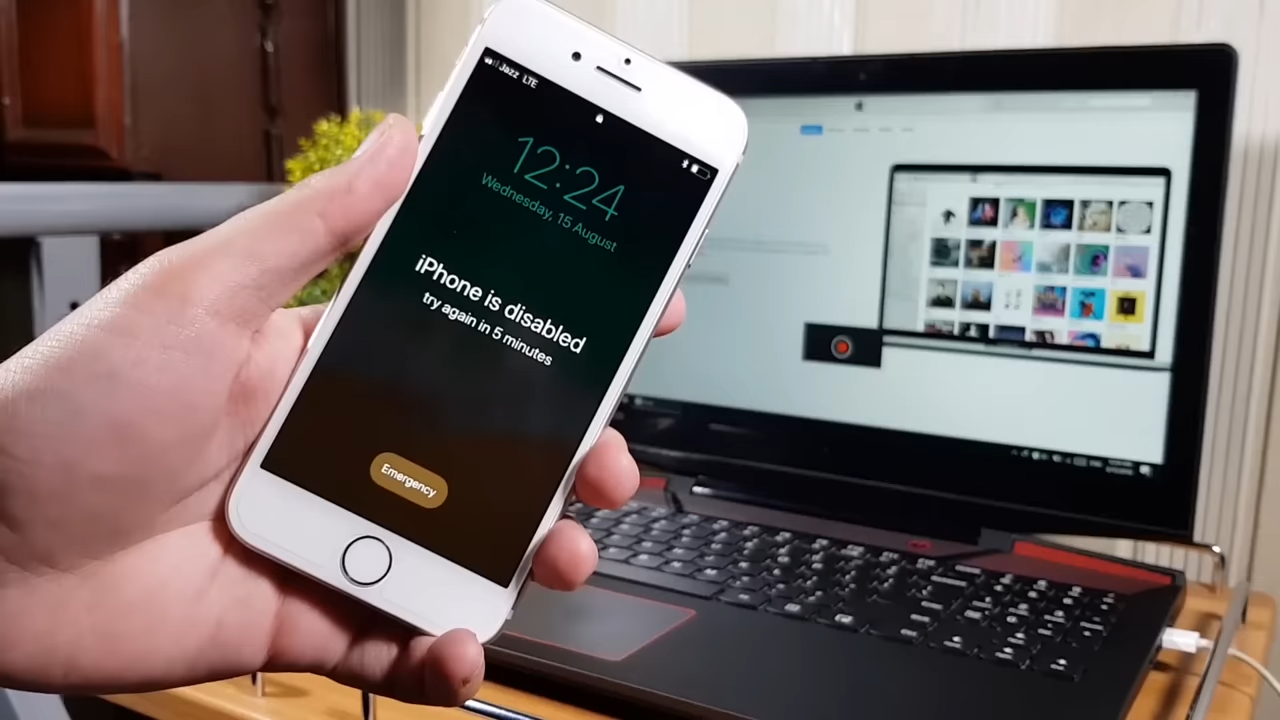 Jazz LTE
12:24
Wednesday, 15 August
iPhone is disabled
try again in 5 minutes
Emergency